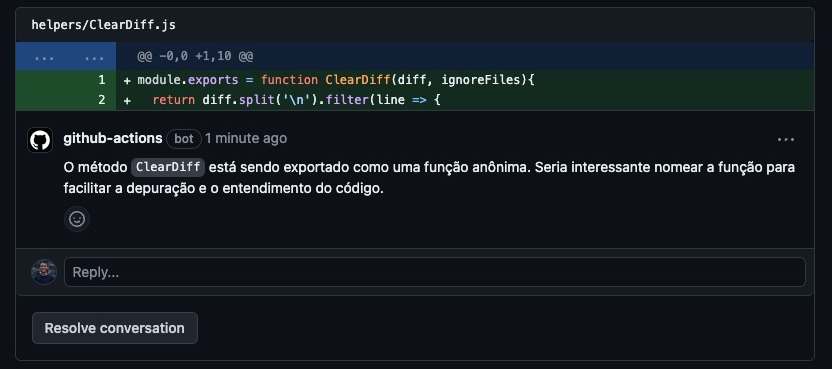 helpers/ClearDiff.js
... ... @@ -0,0 +1,10 @@
1 + module.exports = function ClearDiff(diff, ignoreFiles){
2 + return diff.split('\n').filter(line => {
github-actions bot 1 minute ago ...
O método ClearDiff está sendo exportado como uma função anônima. Seria interessante nomear a função para
facilitar a depuração e o entendimento do código.
Reply...
Resolve conversation